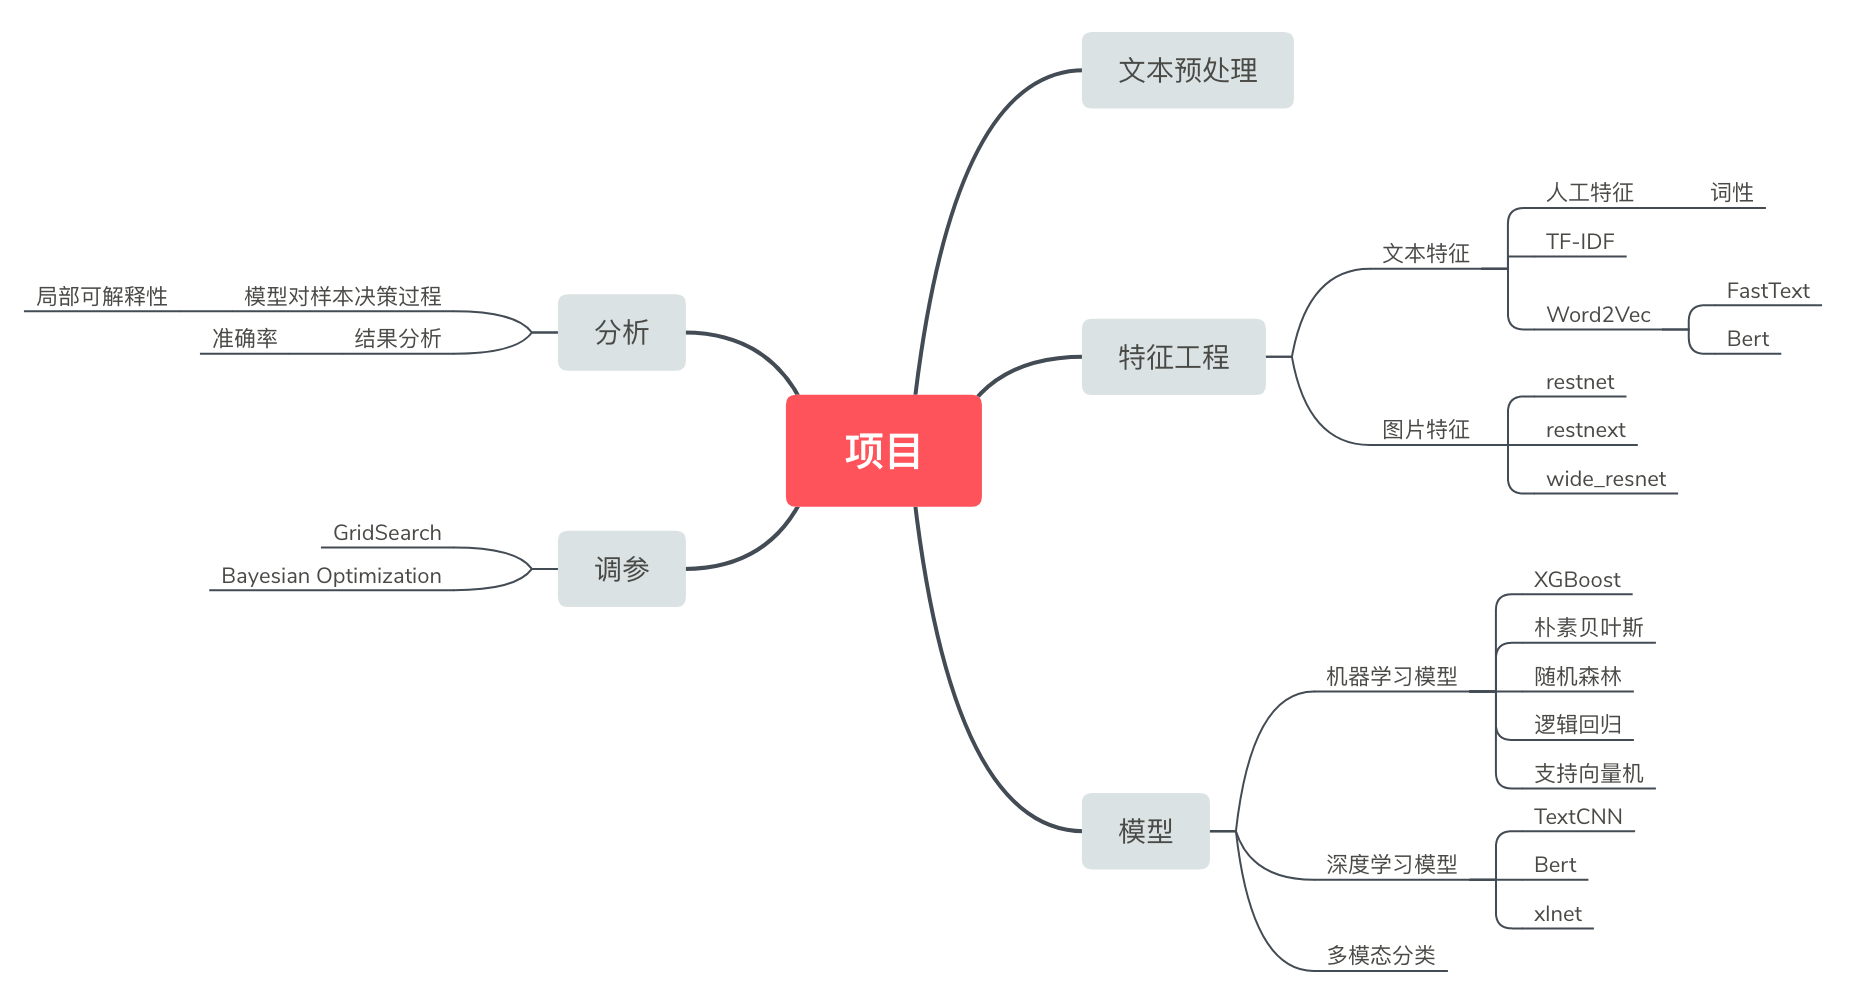 项目
文本预处理
特征工程
文本特征
人工特征
词性
TF-IDF
Word2Vec
FastText
Bert
图片特征
restnet
restnext
wide_resnet
模型
机器学习模型
XGBoost
朴素贝叶斯
随机森林
逻辑回归
支持向量机
深度学习模型
TextCNN
Bert
xlnet
多模态分类
分析
模型对样本决策过程
局部可解释性
结果分析
准确率
调参
GridSearch
Bayesian Optimization